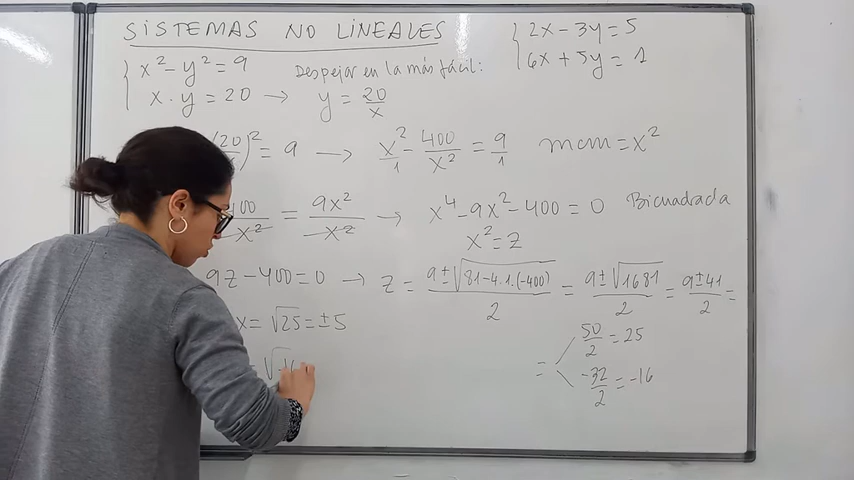 SISTEMAS NO LINEALES
{ 2x - 3y = 5
6x + 5y = 1
{ x² - y² = 9
x · y = 20 → y = 20/x
Despejar en la más fácil:
20)² = 9 → x²/1 - 400/x² = 9/1 mcm = x²
400/x² = 9x²/x² → x⁴ - 9x² - 400 = 0 Bicuadrada
x² = z
9z - 400 = 0 → z = (9 ± √(81 - 4·1·(-400)))/2 = (9 ± √1681)/2 = (9 ± 41)/2 =
x = √25 = ± 5
= 50/2 = 25
-32/2 = -16
= √-1